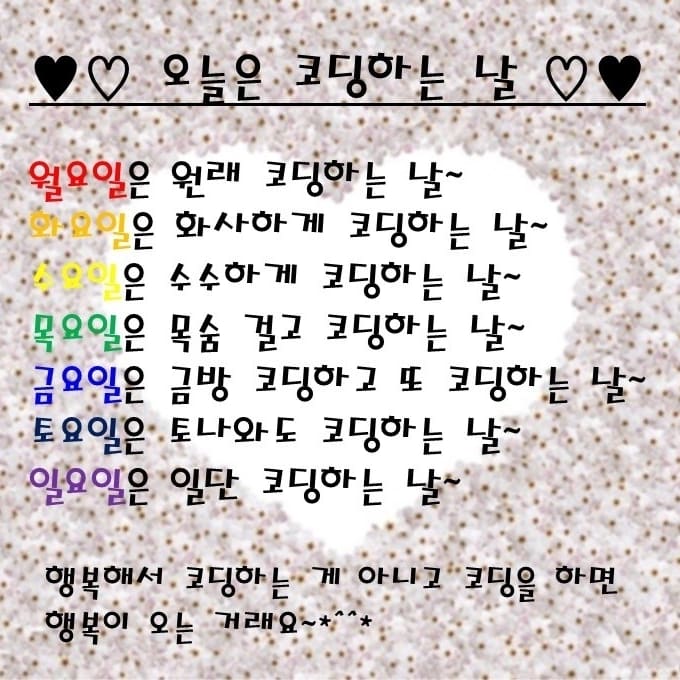 ♥♡ 오늘은 코딩하는 날 ♡♥
월요일은 원래 코딩하는 날~
화요일은 화사하게 코딩하는 날~
수요일은 수수하게 코딩하는 날~
목요일은 목숨 걸고 코딩하는 날~
금요일은 금방 코딩하고 또 코딩하는 날~
토요일은 토나와도 코딩하는 날~
일요일은 일단 코딩하는 날~
행복해서 코딩하는 게 아니고 코딩을 하면
행복이 오는 거래요~*^^*